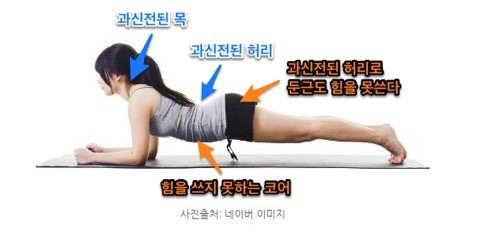 과신전된 목
과신전된 허리
과신전된 허리로
둔근도 힘을 못쓴다
힘을 쓰지 못하는 코어
사진출처: 네이버 이미지